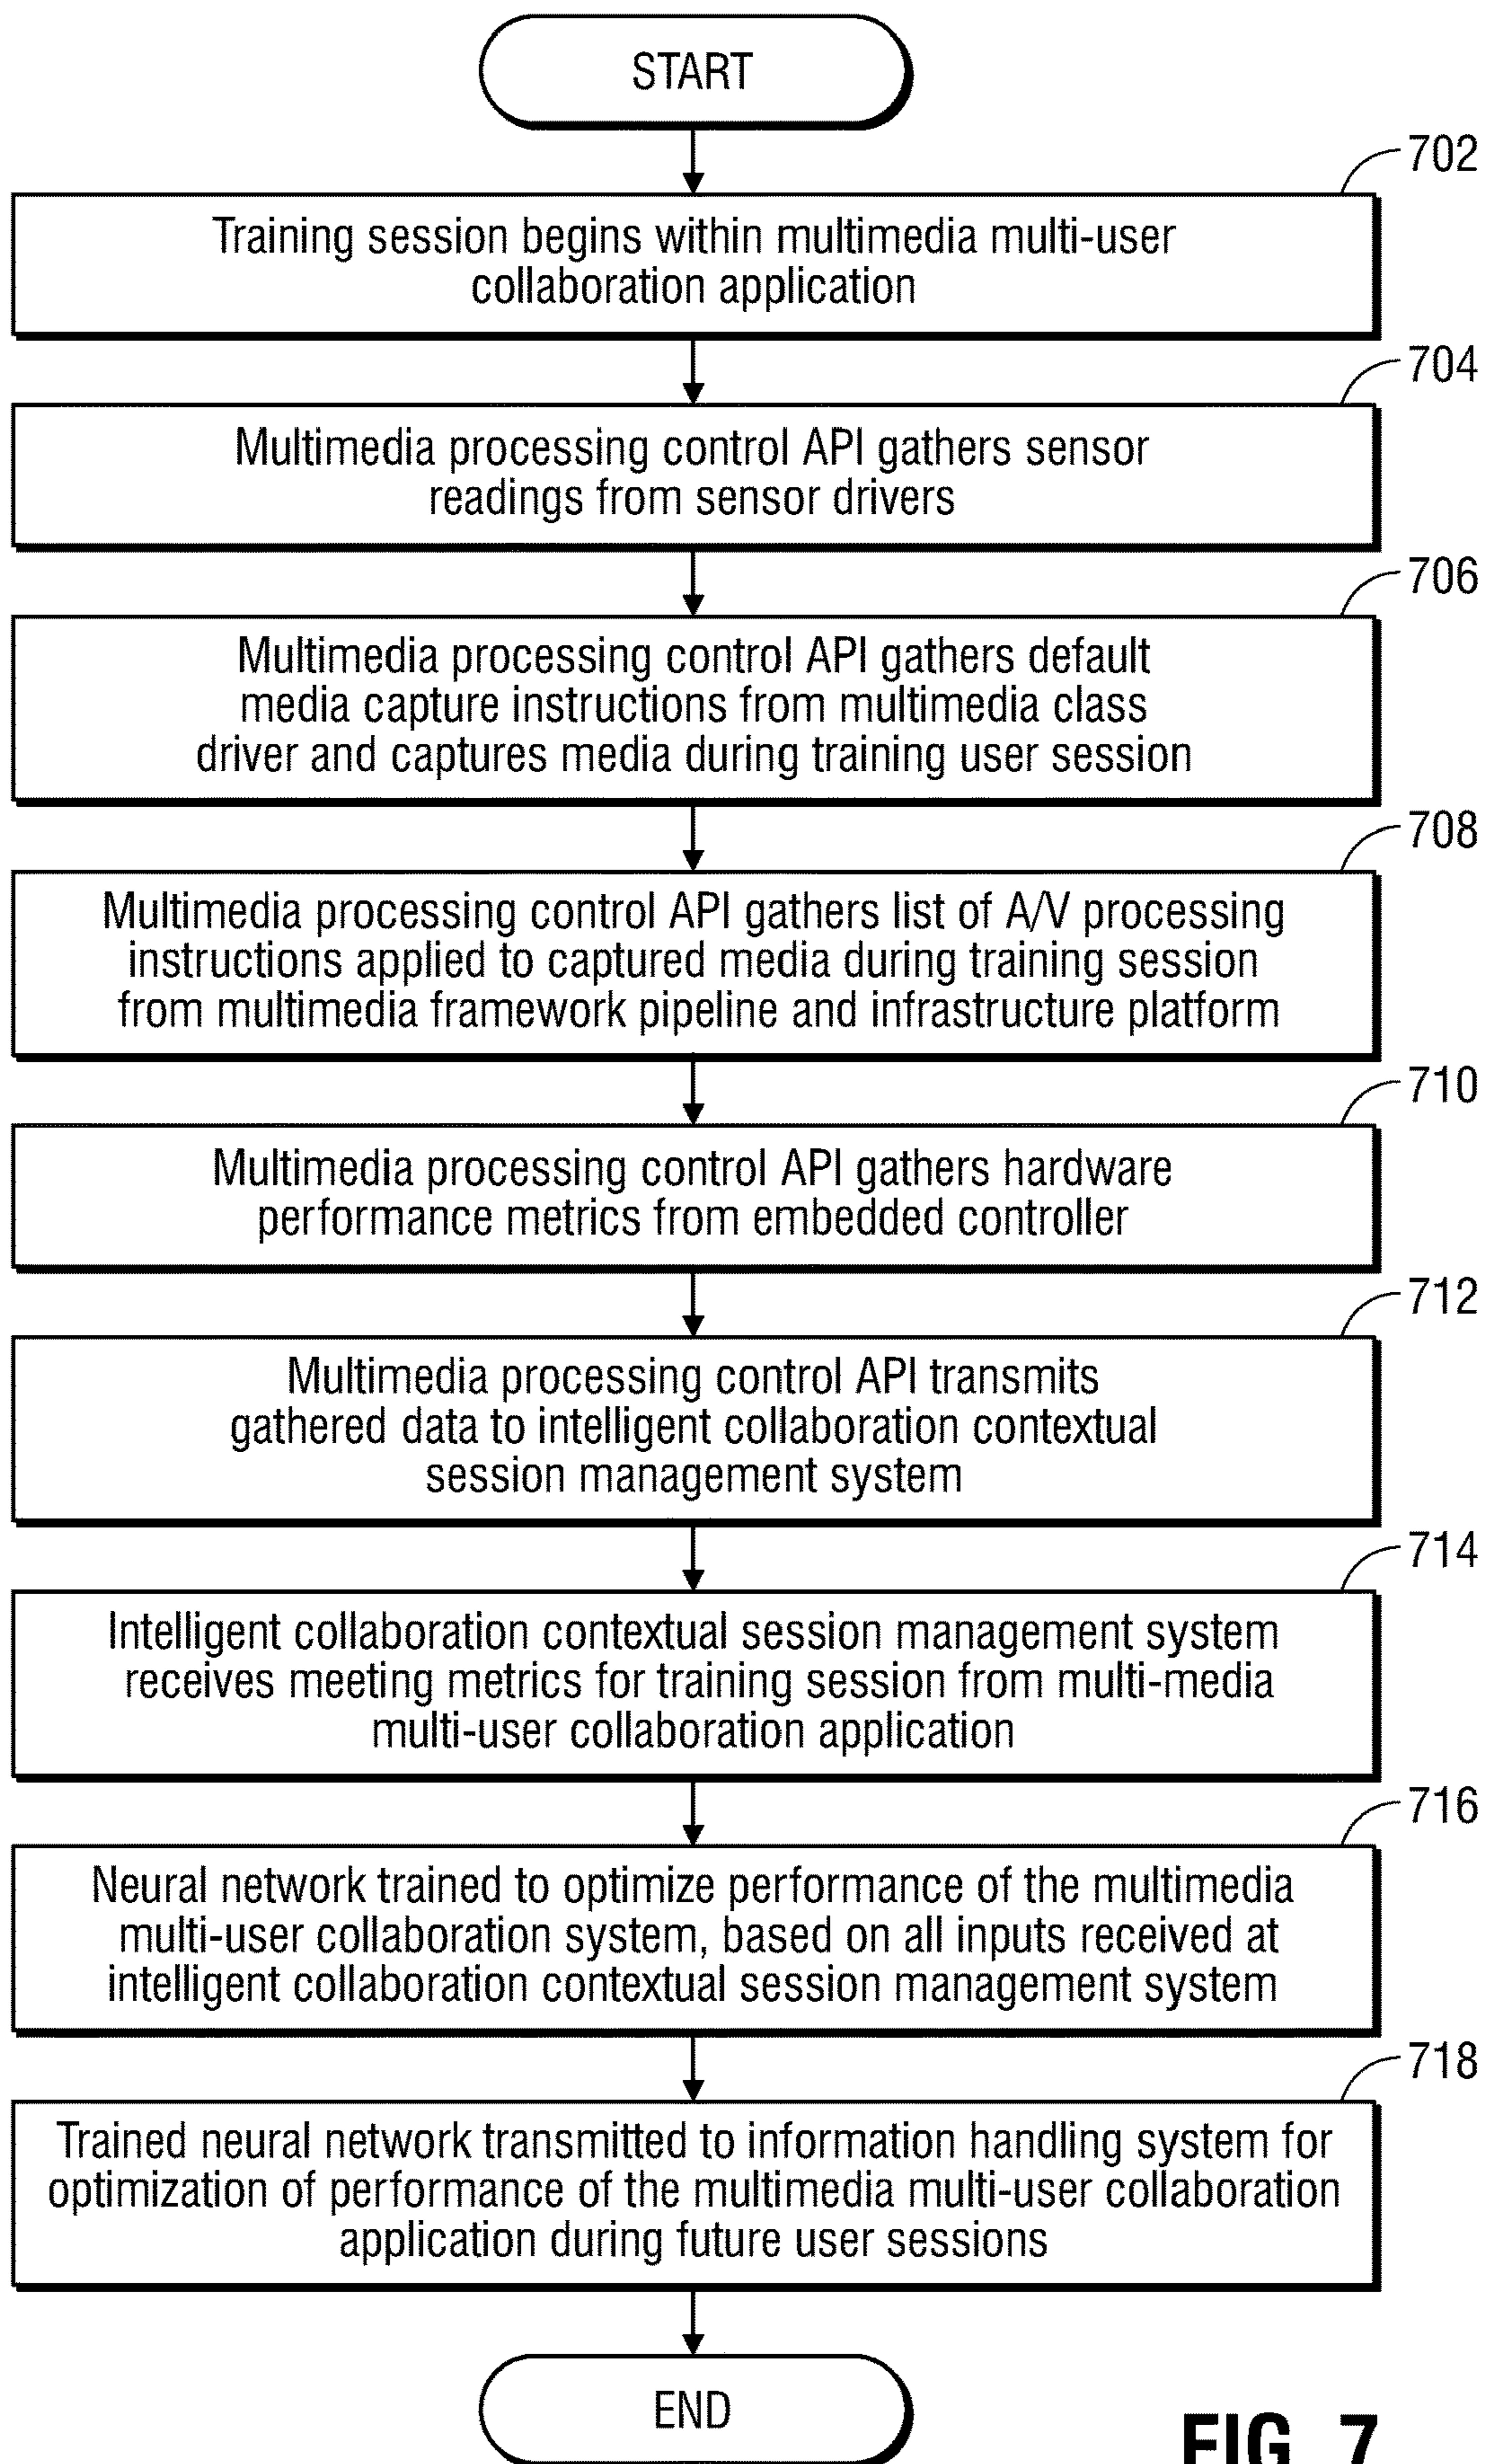 START
702
Training session begins within multimedia multi-user
collaboration application
704
Multimedia processing control API gathers sensor
readings from sensor drivers
706
Multimedia processing control API gathers default
media capture instructions from multimedia class
driver and captures media during training user session
708
Multimedia processing control API gathers list of A/V processing
instructions applied to captured media during training session
from multimedia framework pipeline and infrastructure platform
710
Multimedia processing control API gathers hardware
performance metrics from embedded controller
712
Multimedia processing control API transmits
gathered data to intelligent collaboration contextual
session management system
714
Intelligent collaboration contextual session management system
receives meeting metrics for training session from multi-media
multi-user collaboration application
716
Neural network trained to optimize performance of the multimedia
multi-user collaboration system, based on all inputs received at
intelligent collaboration contextual session management system
718
Trained neural network transmitted to information handling system for
optimization of performance of the multimedia multi-user collaboration
application during future user sessions
END
FIG. 7